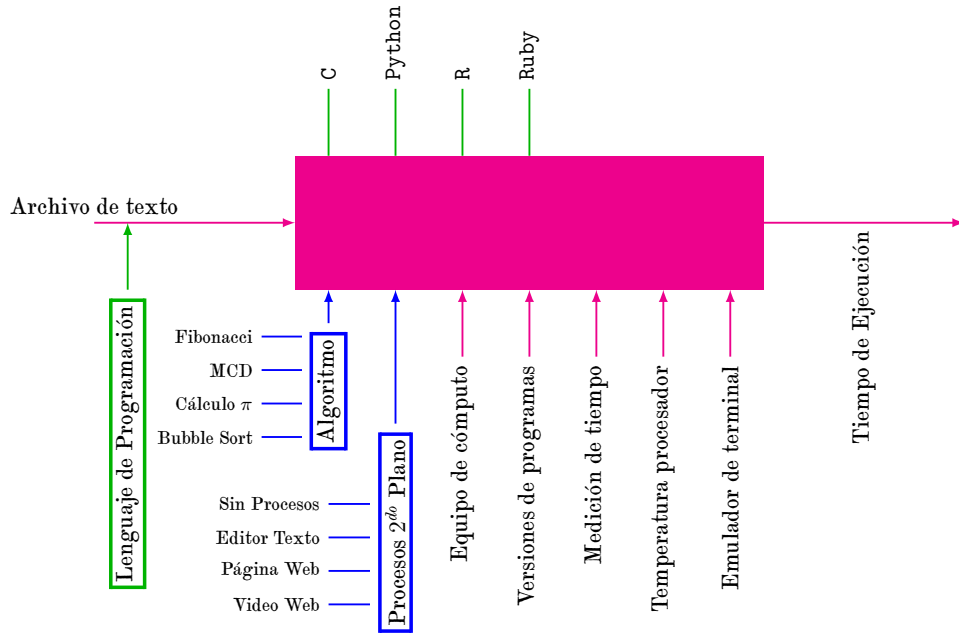 C
Python
R
Ruby
Archivo de texto
Tiempo de Ejecución
Lenguaje de Programación
Fibonacci
MCD
Cálculo π
Bubble Sort
Algoritmo
Sin Procesos
Editor Texto
Página Web
Video Web
Procesos 2do Plano
Equipo de cómputo
Versiones de programas
Medición de tiempo
Temperatura procesador
Emulador de terminal